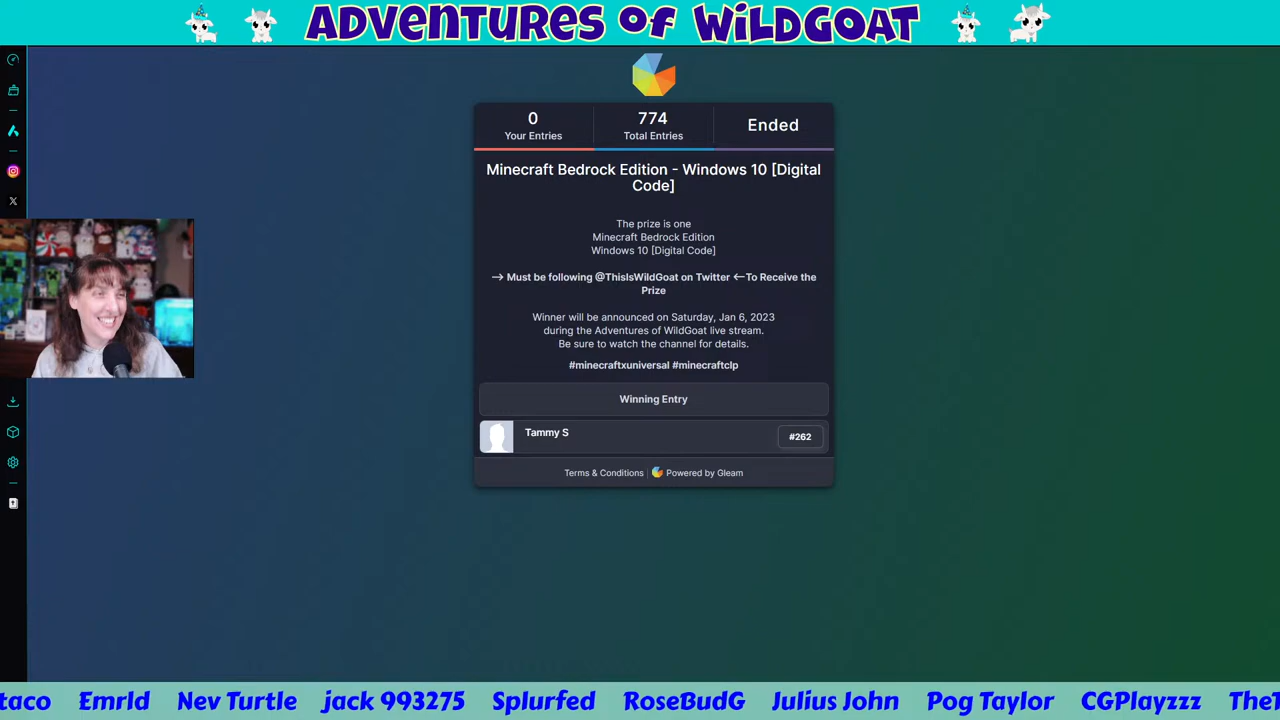 ADVENTURES OF WILDGOAT
0
Your Entries
774
Total Entries
Ended
Minecraft Bedrock Edition - Windows 10 [Digital
Code]
The prize is one
Minecraft Bedrock Edition
Windows 10 [Digital Code]
--> Must be following @ThisIsWildGoat on Twitter <--To Receive the
Prize
Winner will be announced on Saturday, Jan 6, 2023
during the Adventures of WildGoat live stream.
Be sure to watch the channel for details.
#minecraftxuniversal #minecraftclp
Winning Entry
Tammy S
#262
Terms & Conditions | Powered by Gleam
taco Emrld Nev Turtle jack 993275 Splurfed RoseBudG Julius John Pog Taylor CGPlayzzz